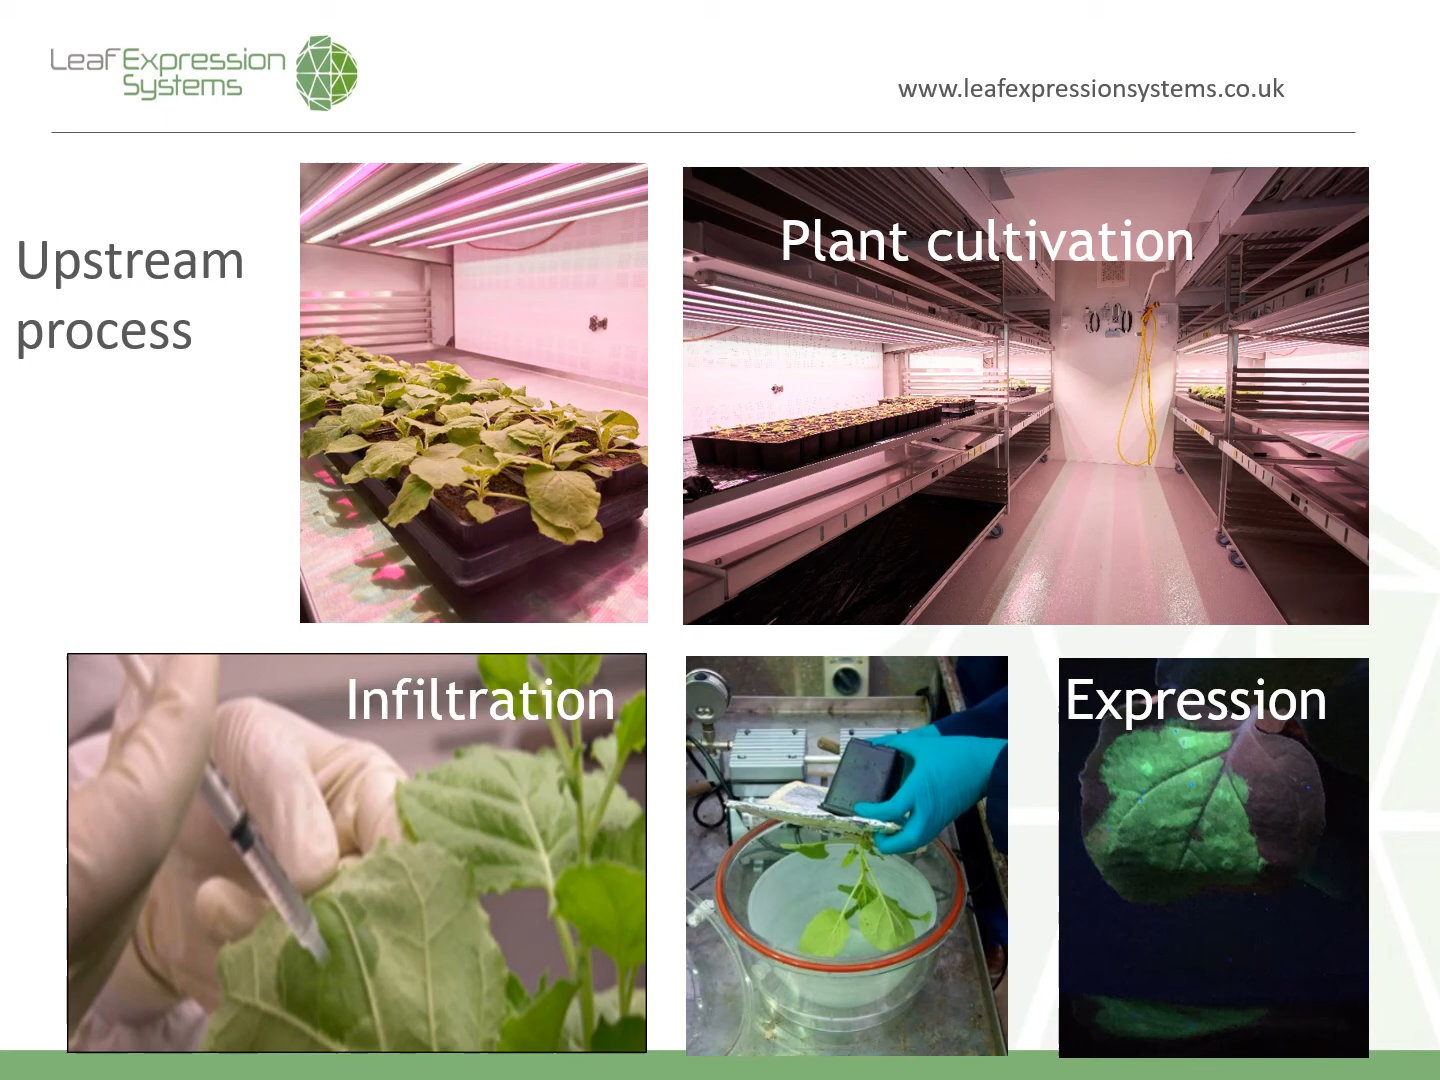 Leaf Expression
Systems
www.leafexpressionsystems.co.uk
Upstream
process
Plant cultivation
Infiltration
Expression